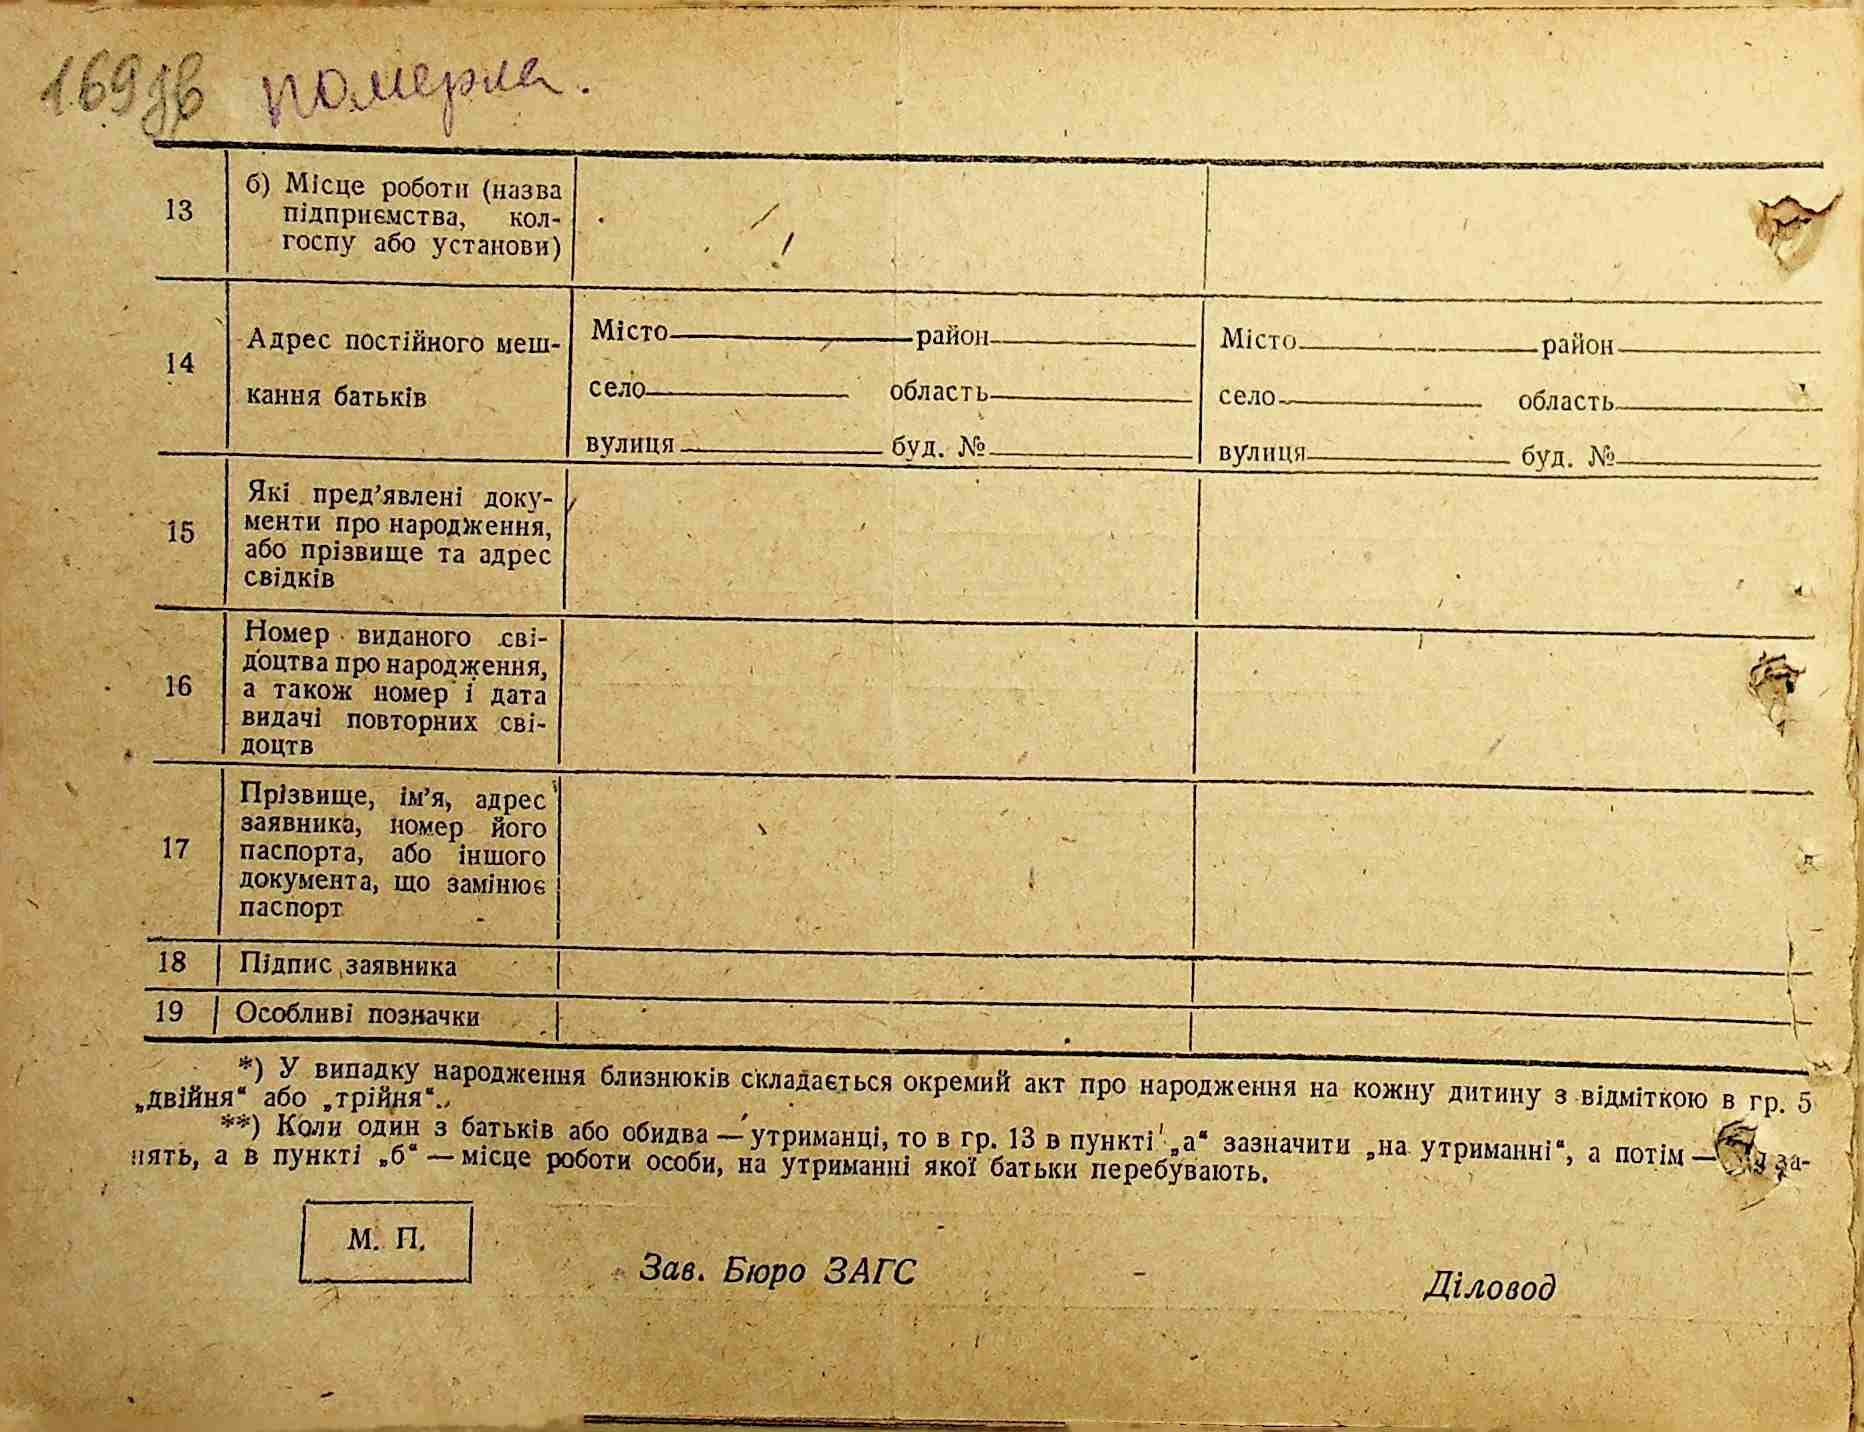 169 зв померла.
13 б) Місце роботи (назва
підприємства, кол-
госпу або установи)
14 Адрес постійного меш-
кання батьків
Місто район
село область
вулиця буд. №
Місто район
село область
вулиця буд. №
15 Які пред’явлені доку-
менти про народження,
або прізвище та адрес
свідків
16 Номер виданого сві-
доцтва про народження,
а також номер і дата
видачі повторних сві-
доцтв
17 Прізвище, ім’я, адрес
заявника, номер його
паспорта, або іншого
документа, що замінює
паспорт
18 Підпис заявника
19 Особливі позначки
*) У випадку народження близнюків складається окремий акт про народження на кожну дитину з відміткою в гр. 5
„двійня“ або „трійня“.
**) Коли один з батьків або обидва — утриманці, то в гр. 13 в пункті „а“ зазначити „на утриманні“, а потім — за-
нять, а в пункті „б“ — місце роботи особи, на утриманні якої батьки перебувають.
М. П.
Зав. Бюро ЗАГС
Діловод